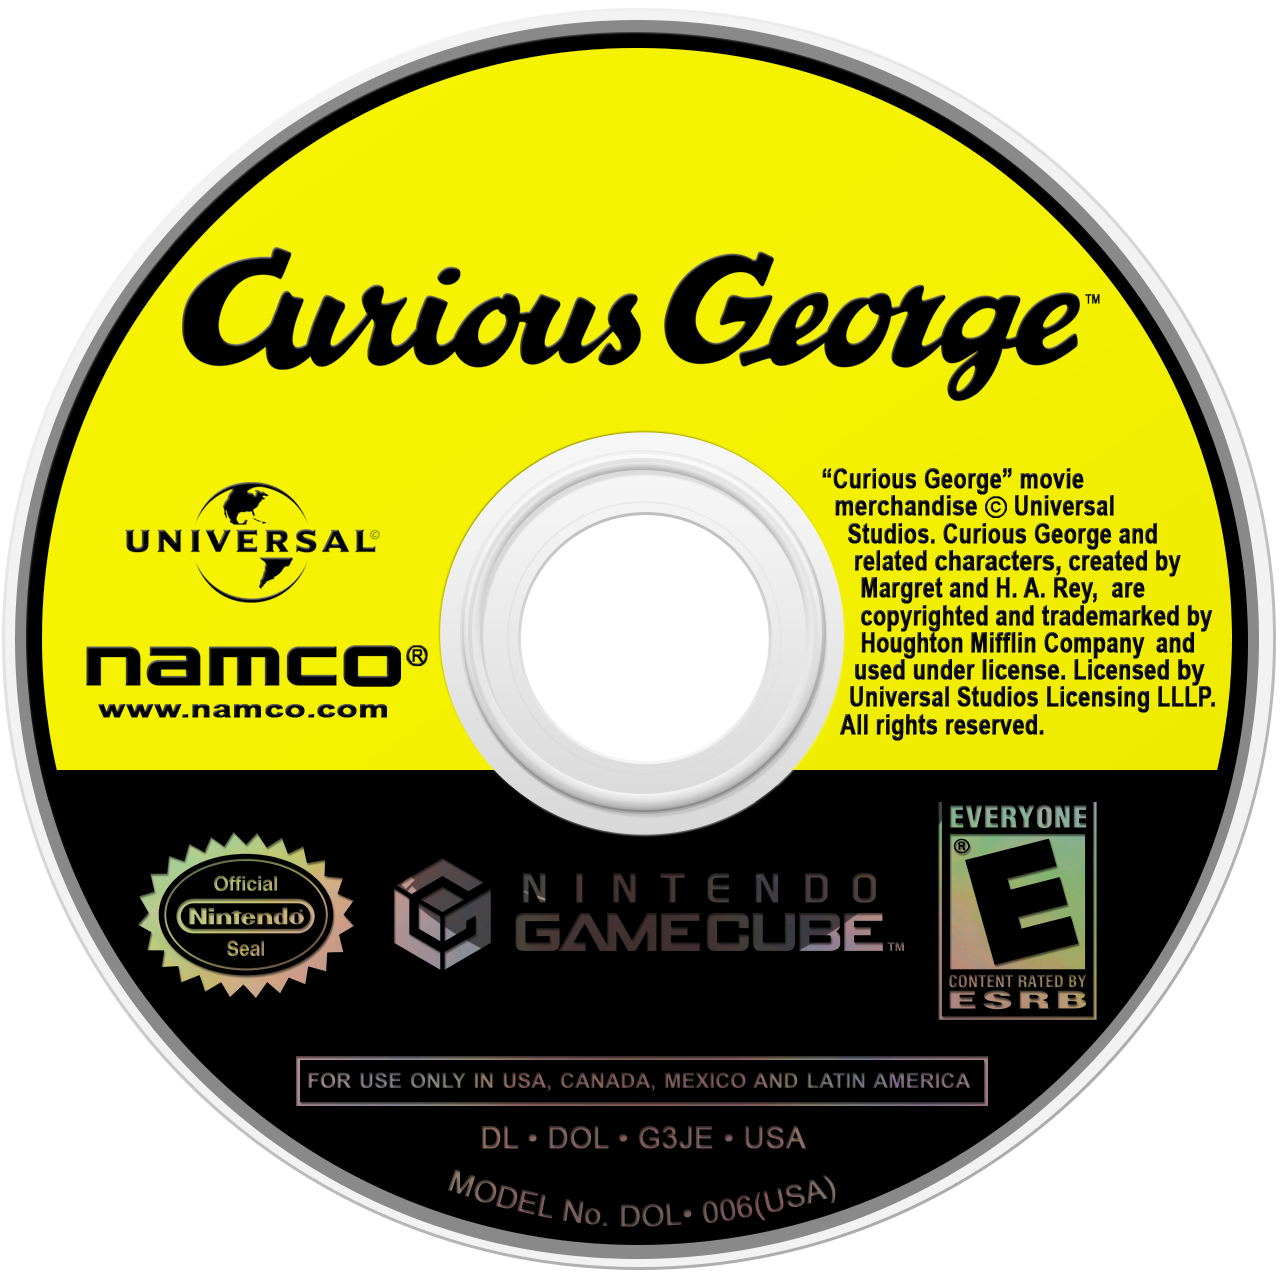 Curious George™
UNIVERSAL©
namco®
www.namco.com
“Curious George” movie
merchandise © Universal
Studios. Curious George and
related characters, created by
Margret and H. A. Rey, are
copyrighted and trademarked by
Houghton Mifflin Company and
used under license. Licensed by
Universal Studios Licensing LLLP.
All rights reserved.
Official
Nintendo®
Seal
NINTENDO
GAMECUBE™
EVERYONE
®
E
CONTENT RATED BY
ESRB
FOR USE ONLY IN USA, CANADA, MEXICO AND LATIN AMERICA
DL • DOL • G3JE • USA
MODEL No. DOL• 006(USA)